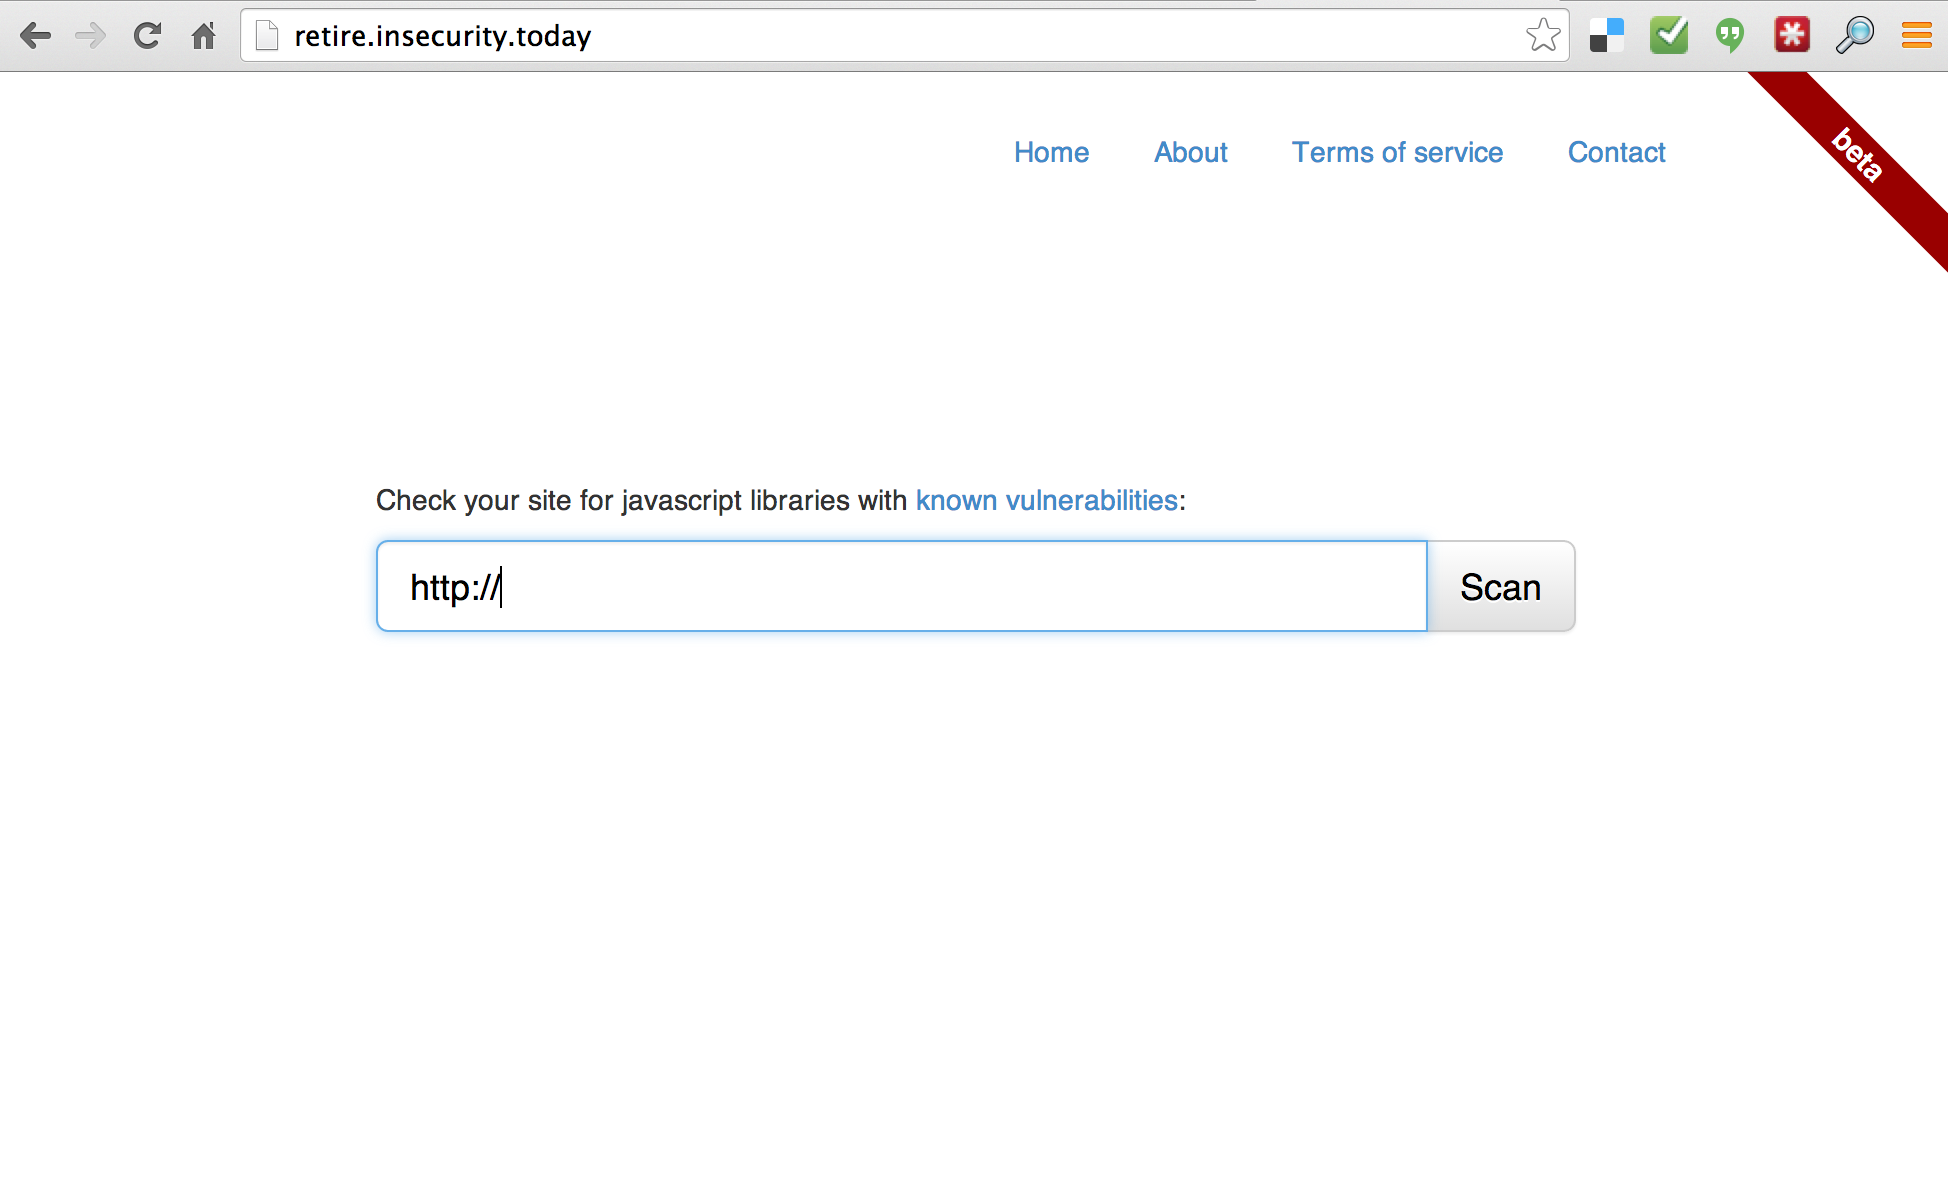 retire.insecurity.today
Home About Terms of service Contact
beta
Check your site for javascript libraries with known vulnerabilities:
http://
Scan